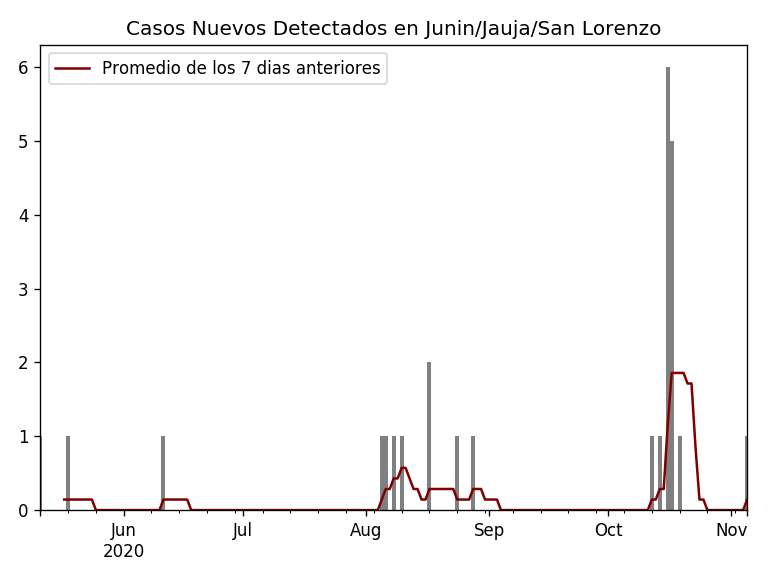 Casos Nuevos Detectados en Junin/Jauja/San Lorenzo
Promedio de los 7 dias anteriores
6
5
4
3
2
1
0
Jun Jul Aug Sep Oct Nov
2020